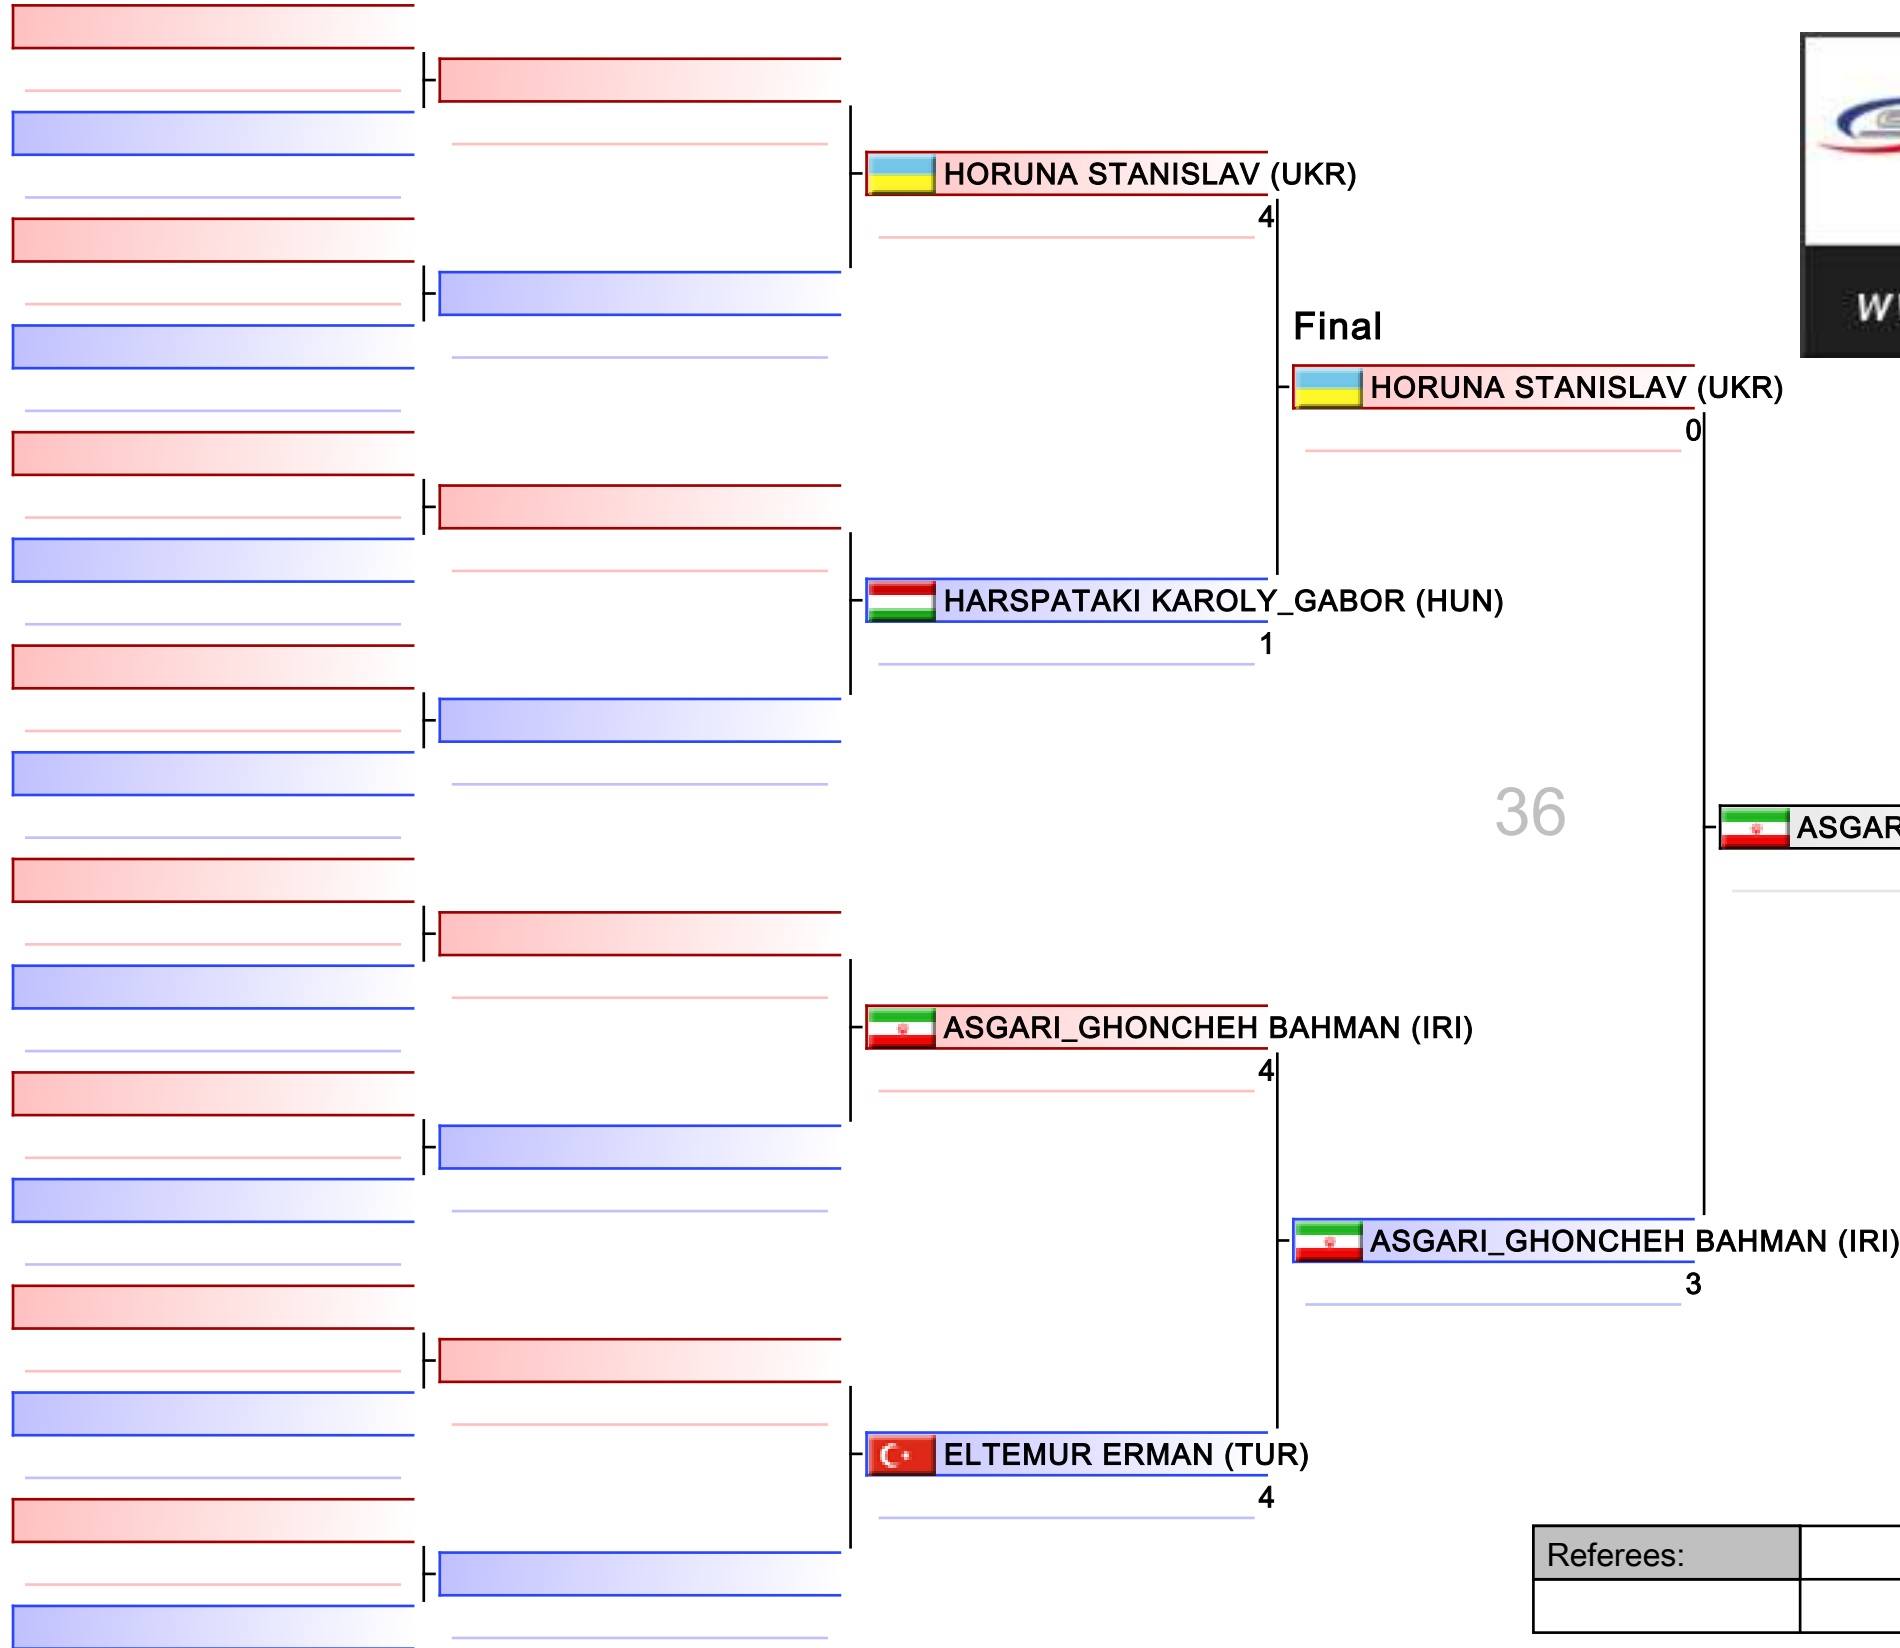 HORUNA STANISLAV (UKR)
4
Final
HORUNA STANISLAV (UKR)
0
HARSPATAKI KAROLY_GABOR (HUN)
1
36
ASGARI_GHONCHEH BAHMAN (IRI)
4
ASGARI_GHONCHEH BAHMAN (IRI)
3
ELTEMUR ERMAN (TUR)
4
Referees: